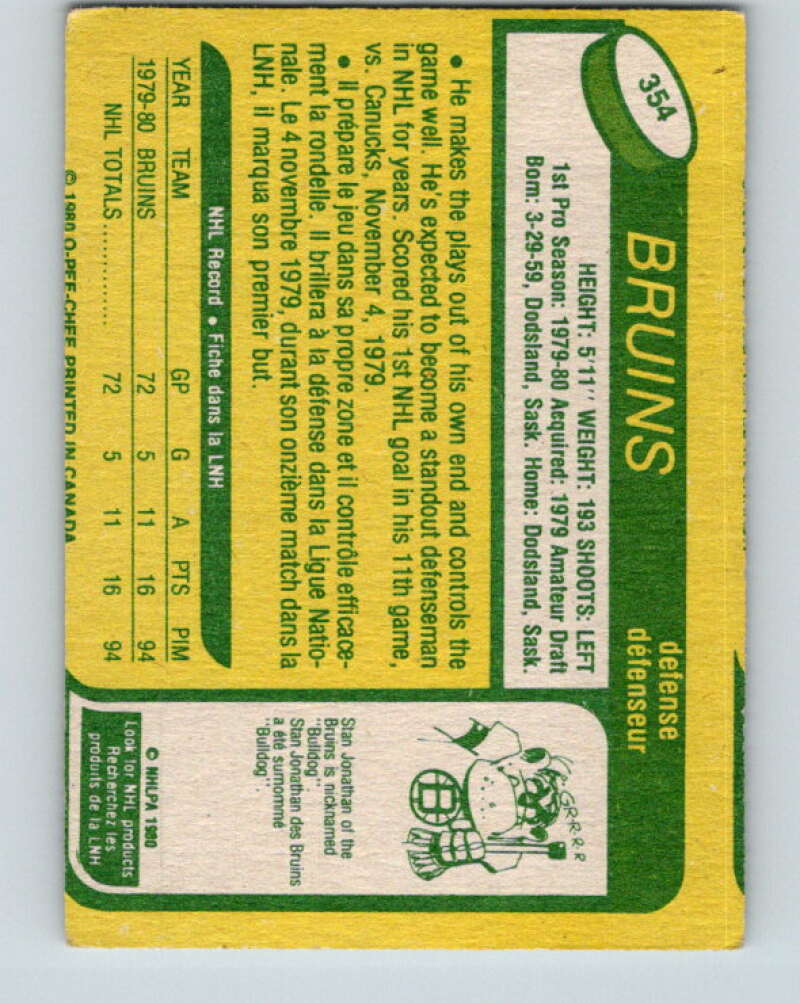 354
BRUINS
defense
défenseur
HEIGHT: 5'11" WEIGHT: 193 SHOOTS: LEFT
1st Pro Season: 1979-80 Acquired: 1979 Amateur Draft
Born: 3-29-59, Dodsland, Sask. Home: Dodsland, Sask.
• He makes the plays out of his own end and controls the
game well. He's expected to become a standout defenseman
in NHL for years. Scored his 1st NHL goal in his 11th game,
vs. Canucks, November 4, 1979.
• Il prépare le jeu dans sa propre zone et il contrôle efficace-
ment la rondelle. Il brillera à la défense dans la Ligue Natio-
nale. Le 4 novembre 1979, durant son onzième match dans la
LNH, il marqua son premier but.
NHL Record • Fiche dans la LNH
YEAR TEAM GP G A PTS PIM
1979-80 BRUINS 72 5 11 16 94
NHL TOTALS .............. 72 5 11 16 94
© 1980 O-PEE-CHEE PRINTED IN CANADA
GR-R-R-R
Stan Jonathan of the
Bruins is nicknamed
"Bulldog".
Stan Jonathan des Bruins
a été surnommé
"Bulldog".
© NHLPA 1980
Look for NHL products
Recherchez les
produits de la LNH